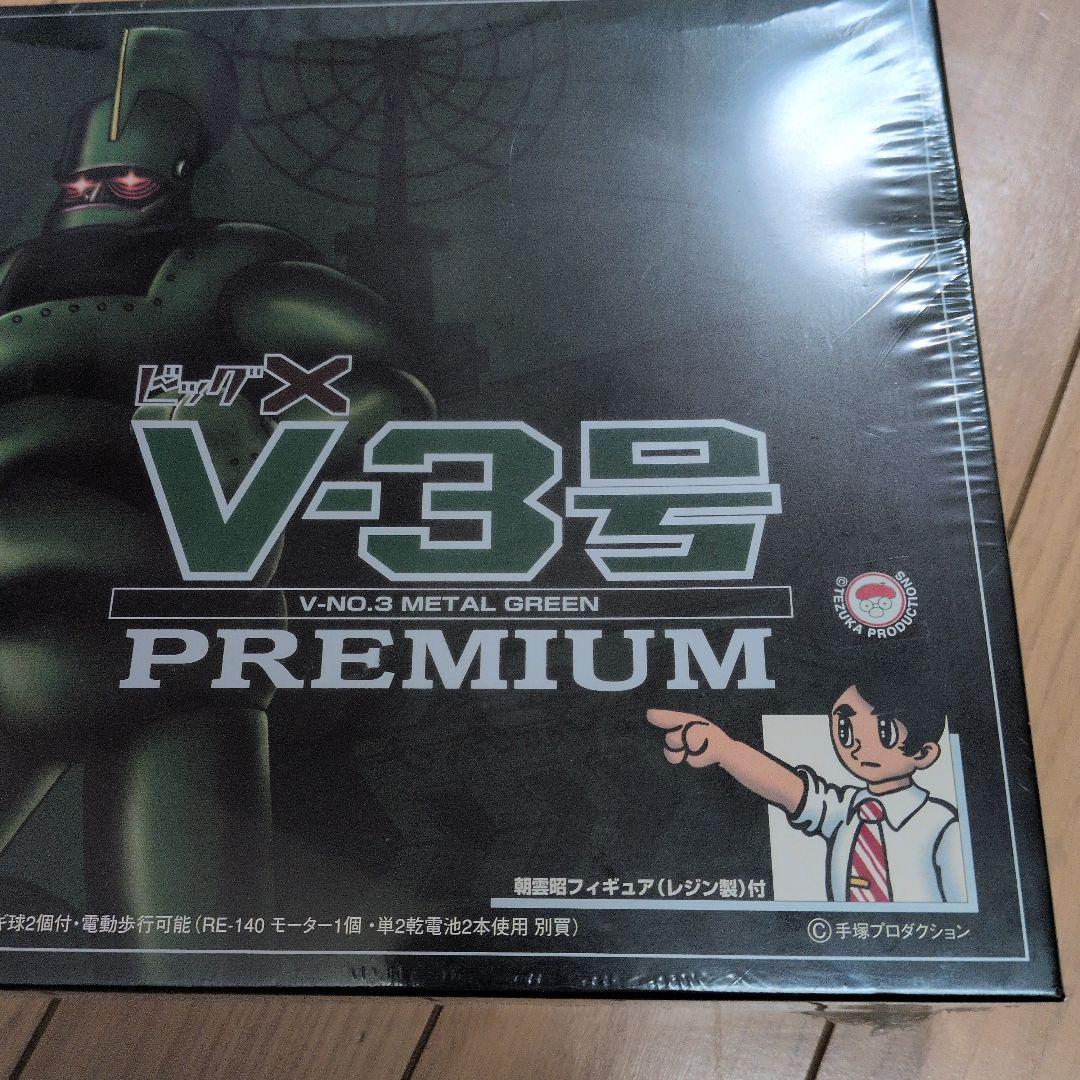 ビッグX
V-3号
V-NO.3 METAL GREEN
PREMIUM
©TEZUKA PRODUCTIONS
朝雲昭フィギュア（レジン製）付
ギ球2個付・電動歩行可能（RE-140 モーター1個・単2乾電池2本使用 別買）
©手塚プロダクション